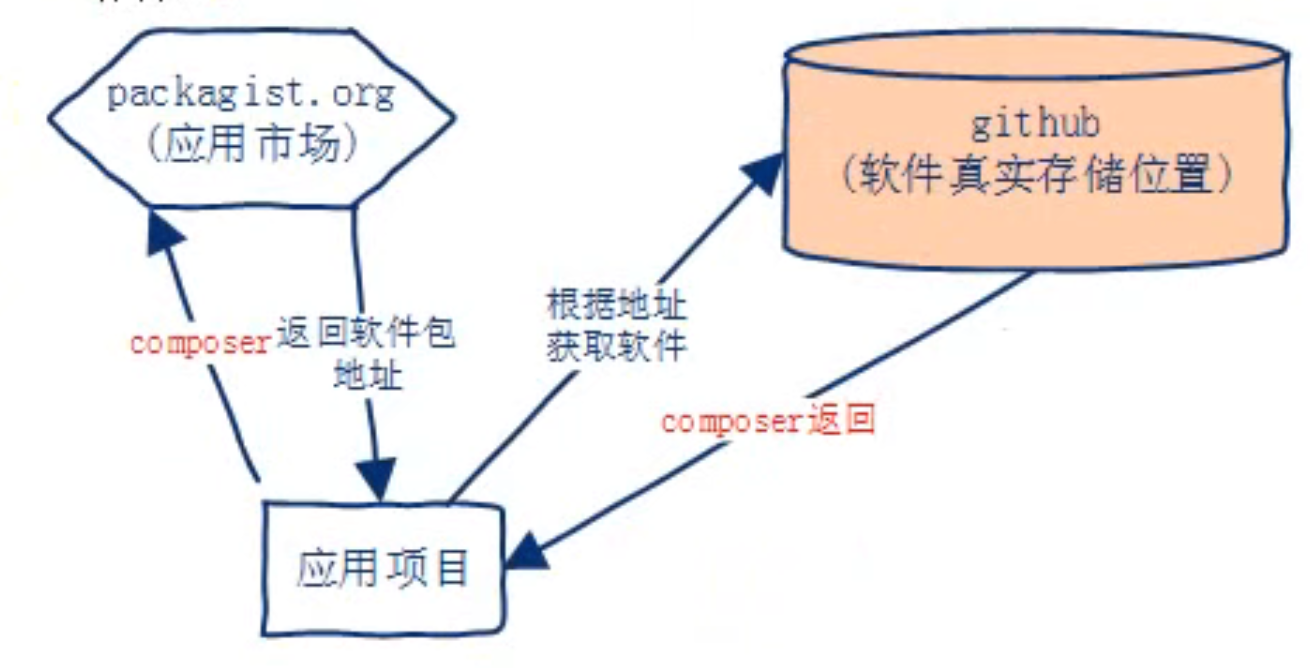 packagist.org
（应用市场）
github
（软件真实存储位置）
composer
返回软件包
地址
根据地址
获取软件
composer返回
应用项目